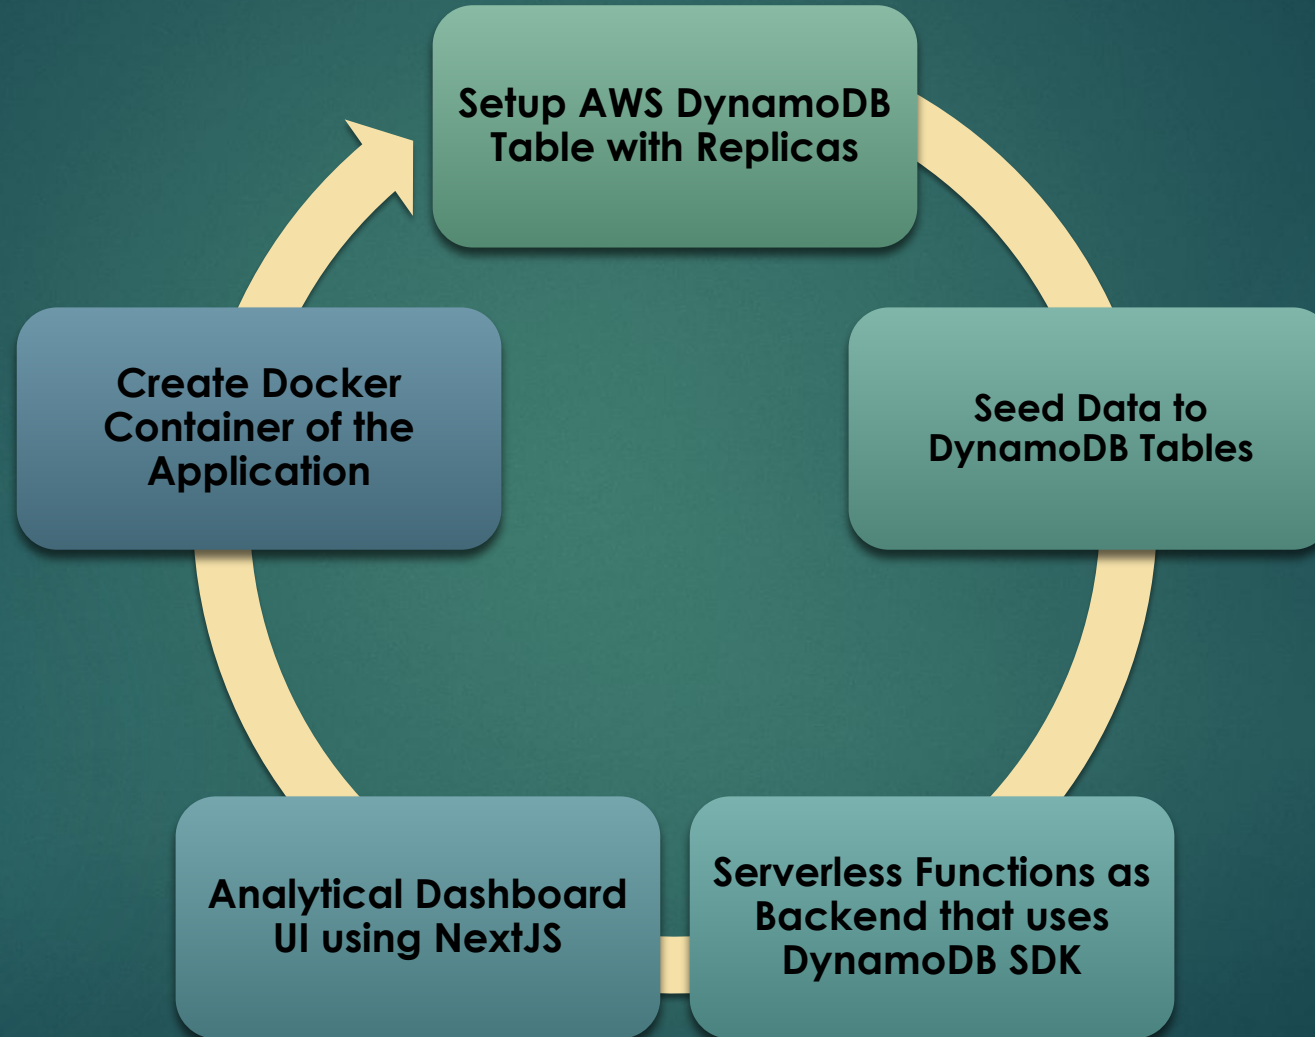 Setup AWS DynamoDB
Table with Replicas
Seed Data to
DynamoDB Tables
Serverless Functions as
Backend that uses
DynamoDB SDK
Analytical Dashboard
UI using NextJS
Create Docker
Container of the
Application